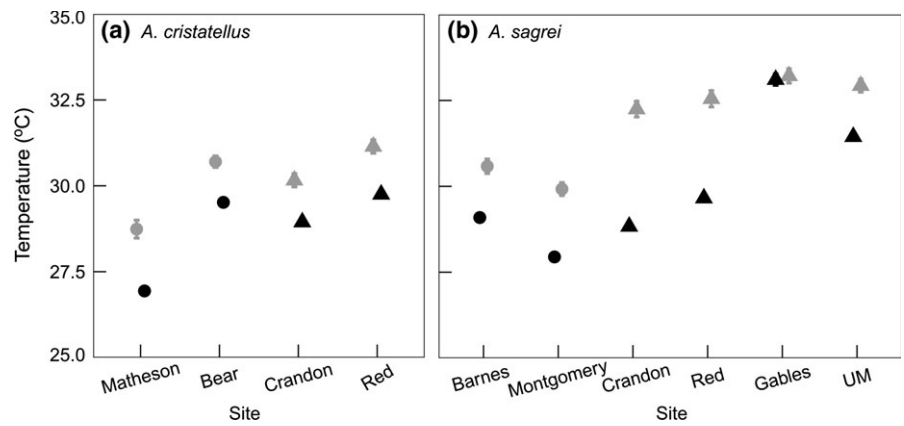 (a) A. cristatellus
(b) A. sagrei
35.0
32.5
30.0
27.5
25.0
Temperature (ºC)
Matheson Bear Crandon Red
Site
Barnes Montgomery Crandon Red Gables UM
Site